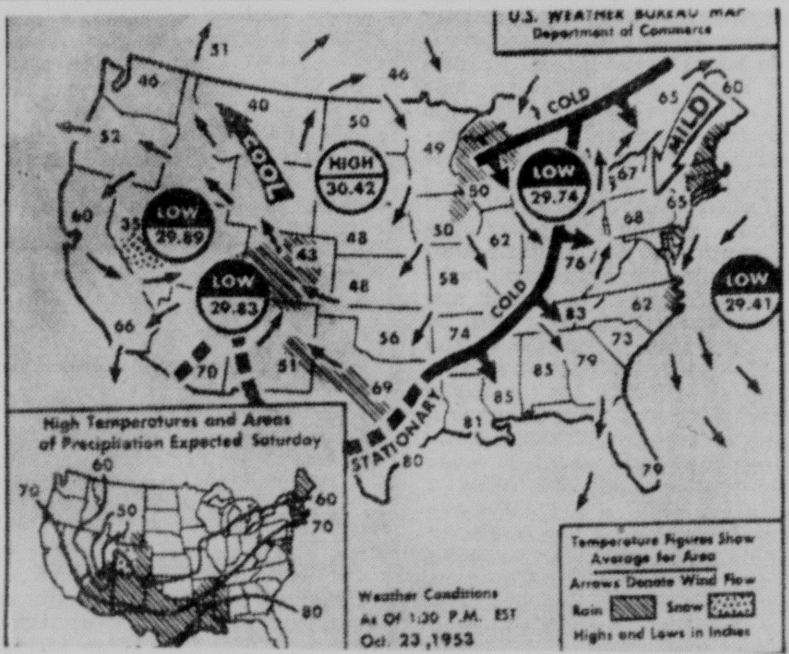 U.S. WEATHER BUREAU MAP
Department of Commerce
51
46
46
40
COLD
65
60
50
MILD
52
49
COOL
HIGH
30.42
LOW
29.74
67
50
65
60
35
LOW
29.89
68
50
62
48
43
76
LOW
29.41
LOW
29.83
48
58
COLD
62
83
66
56
74
73
70
51
69
85
85
79
STATIONARY
81
80
79
High Temperatures and Areas
of Precipitation Expected Saturday
60
70
50
60
70
80
Weather Conditions
As Of 1:30 P.M. EST
Oct. 23, 1953
Temperature Figures Show
Average for Area
Arrows Denote Wind Flow
Rain Snow
Highs and Lows in Inches